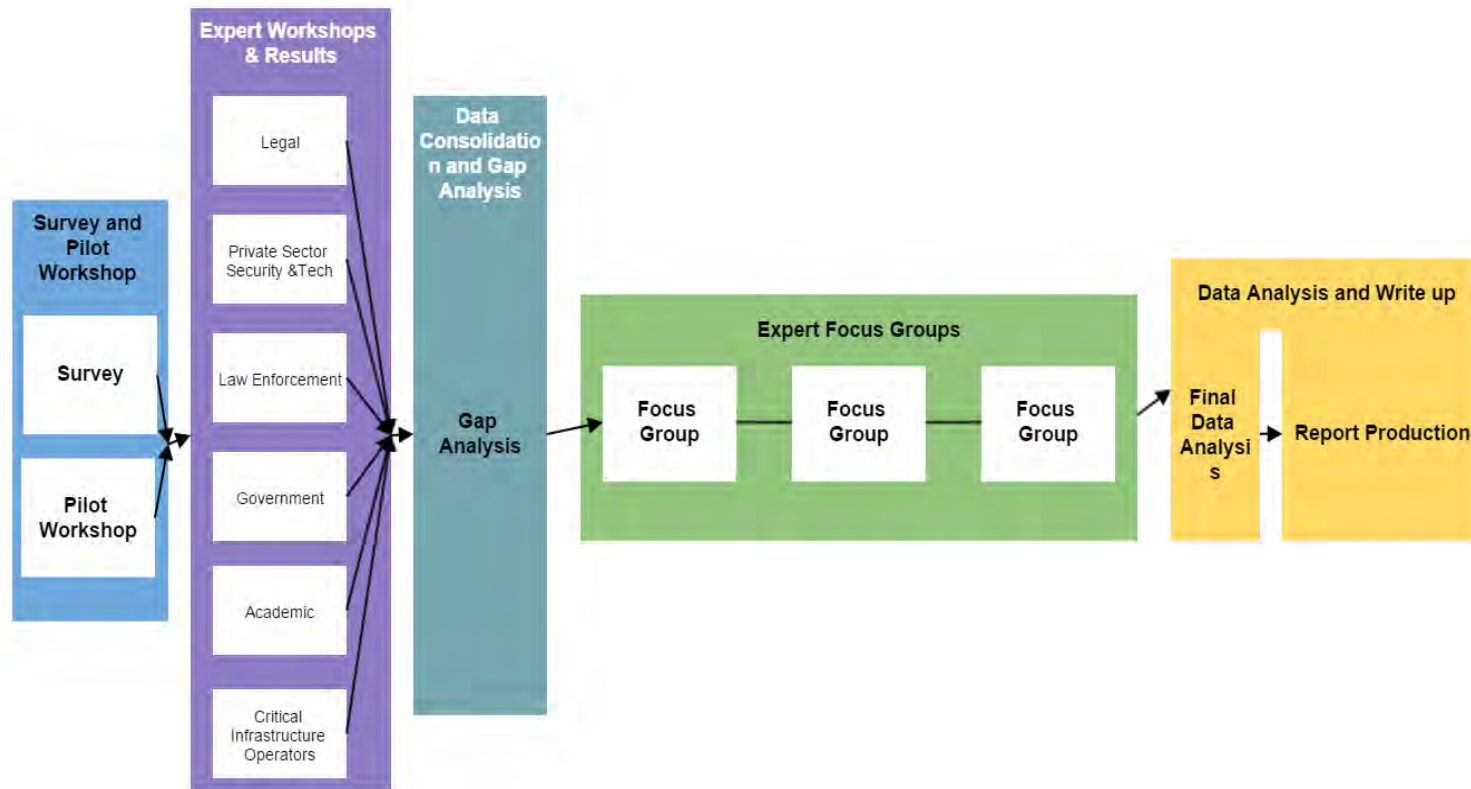 Survey and
Pilot
Workshop
Survey
Pilot
Workshop
Expert Workshops
& Results
Legal
Private Sector
Security &Tech
Law Enforcement
Government
Academic
Critical
Infrastructure
Operators
Data
Consolidatio
n and Gap
Analysis
Gap
Analysis
Expert Focus Groups
Focus
Group
Focus
Group
Focus
Group
Data Analysis and Write up
Final
Data
Analysi
s
Report Production